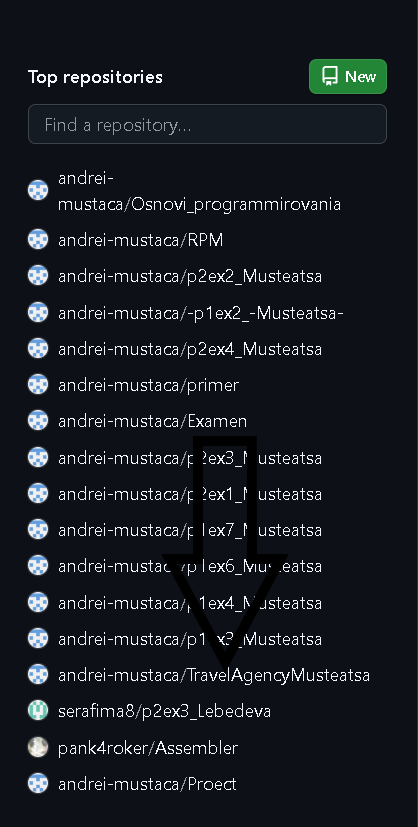 Top repositories
New
Find a repository...
andrei-
mustaca/Osnovi_programmirovania
andrei-mustaca/RPM
andrei-mustaca/p2ex2_Musteatsa
andrei-mustaca/-p1ex2_-Musteatsa-
andrei-mustaca/p2ex4_Musteatsa
andrei-mustaca/primer
andrei-mustaca/Examen
andrei-mustaca/p2ex3_Musteatsa
andrei-mustaca/p2ex1_Musteatsa
andrei-mustaca/p1ex7_Musteatsa
andrei-mustaca/p1ex6_Musteatsa
andrei-mustaca/p1ex4_Musteatsa
andrei-mustaca/p1ex3_Musteatsa
andrei-mustaca/TravelAgencyMusteatsa
serafima8/p2ex3_Lebedeva
pank4roker/Assembler
andrei-mustaca/Proect